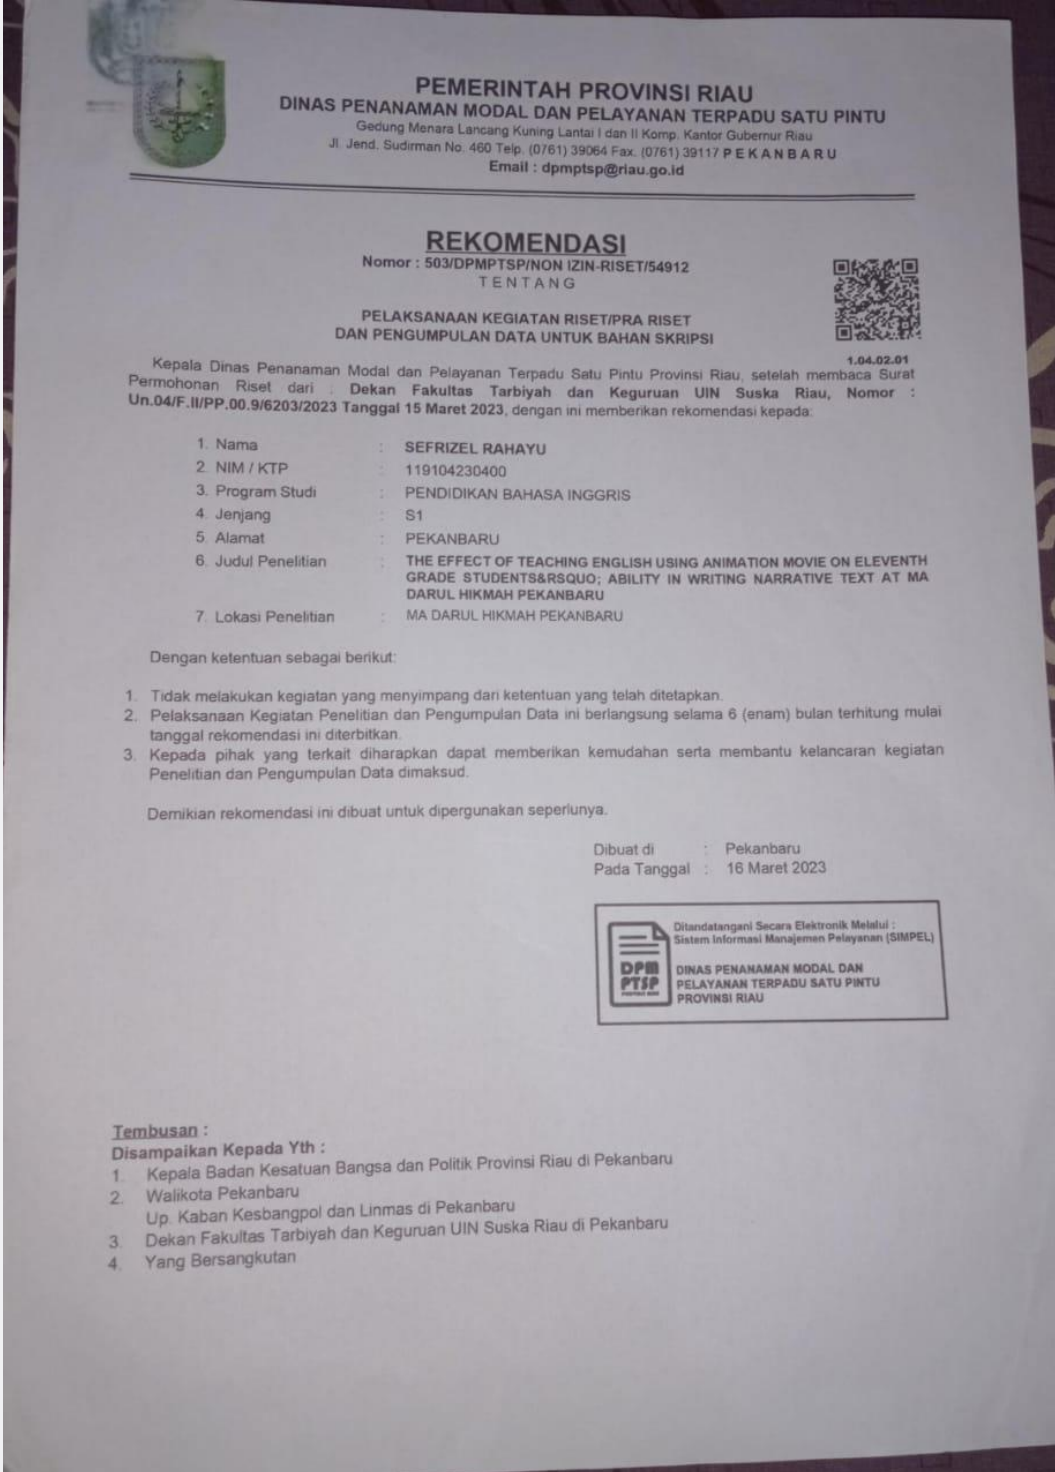 PEMERINTAH PROVINSI RIAU
DINAS PENANAMAN MODAL DAN PELAYANAN TERPADU SATU PINTU
Gedung Menara Lancang Kuning Lantai I dan II Komp. Kantor Gubernur Riau
Jl. Jend. Sudirman No. 460 Telp. (0761) 39064 Fax. (0761) 39117 P E K A N B A R U
Email : dpmptsp@riau.go.id
REKOMENDASI
Nomor : 503/DPMPTSP/NON IZIN-RISET/54912
T E N T A N G
PELAKSANAAN KEGIATAN RISET/PRA RISET
DAN PENGUMPULAN DATA UNTUK BAHAN SKRIPSI
1.04.02.01
Kepala Dinas Penanaman Modal dan Pelayanan Terpadu Satu Pintu Provinsi Riau, setelah membaca Surat
Permohonan Riset dari : Dekan Fakultas Tarbiyah dan Keguruan UIN Suska Riau, Nomor :
Un.04/F.II/PP.00.9/6203/2023 Tanggal 15 Maret 2023, dengan ini memberikan rekomendasi kepada:
1. Nama : SEFRIZEL RAHAYU
2. NIM / KTP : 119104230400
3. Program Studi : PENDIDIKAN BAHASA INGGRIS
4. Jenjang : S1
5. Alamat : PEKANBARU
6. Judul Penelitian : THE EFFECT OF TEACHING ENGLISH USING ANIMATION MOVIE ON ELEVENTH
GRADE STUDENTS&RSQUO; ABILITY IN WRITING NARRATIVE TEXT AT MA
DARUL HIKMAH PEKANBARU
7. Lokasi Penelitian : MA DARUL HIKMAH PEKANBARU
Dengan ketentuan sebagai berikut:
1. Tidak melakukan kegiatan yang menyimpang dari ketentuan yang telah ditetapkan.
2. Pelaksanaan Kegiatan Penelitian dan Pengumpulan Data ini berlangsung selama 6 (enam) bulan terhitung mulai
tanggal rekomendasi ini diterbitkan.
3. Kepada pihak yang terkait diharapkan dapat memberikan kemudahan serta membantu kelancaran kegiatan
Penelitian dan Pengumpulan Data dimaksud.
Demikian rekomendasi ini dibuat untuk dipergunakan seperlunya.
Dibuat di : Pekanbaru
Pada Tanggal : 16 Maret 2023
Ditandatangani Secara Elektronik Melalui :
Sistem Informasi Manajemen Pelayanan (SIMPEL)
DPM
PTSP
DINAS PENANAMAN MODAL DAN
PELAYANAN TERPADU SATU PINTU
PROVINSI RIAU
Tembusan :
Disampaikan Kepada Yth :
1. Kepala Badan Kesatuan Bangsa dan Politik Provinsi Riau di Pekanbaru
2. Walikota Pekanbaru
Up. Kaban Kesbangpol dan Linmas di Pekanbaru
3. Dekan Fakultas Tarbiyah dan Keguruan UIN Suska Riau di Pekanbaru
4. Yang Bersangkutan